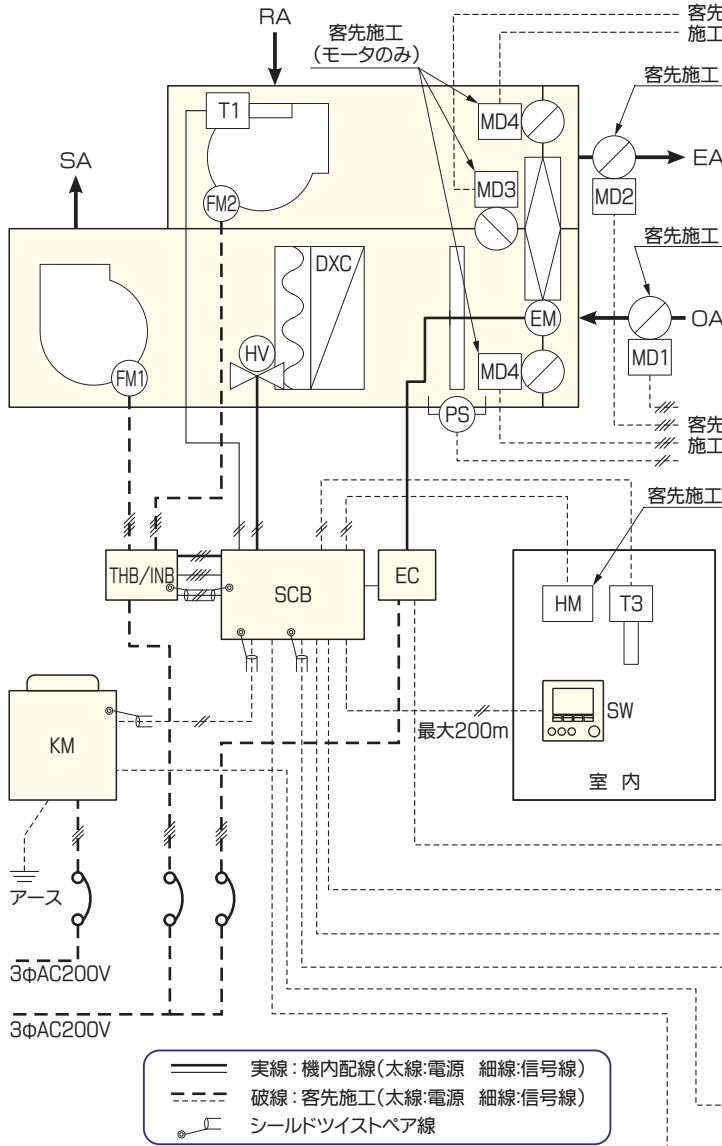 RA
客先施工
(モータのみ)
客先
施工
客先施工
T1
MD4
EA
SA
MD3
FM2
MD2
客先施工
DXC
OA
EM
HV
MD1
FM1
MD4
PS
客先
施工
客先施工
THB/INB
SCB
EC
HM
T3
SW
最大200m
KM
室 内
アース
3φAC200V
3φAC200V
実線:機内配線(太線:電源 細線:信号線)
破線:客先施工(太線:電源 細線:信号線)
シールドツイストペア線